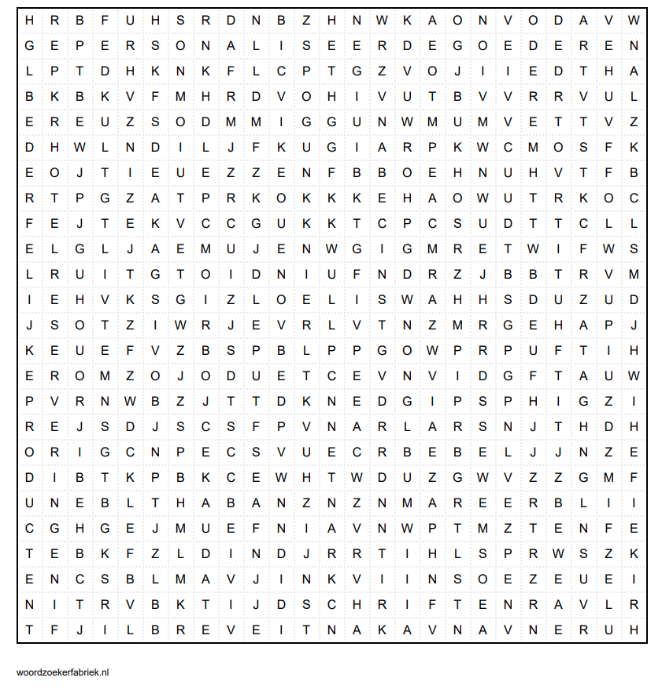 H R B F U H S R D N B Z H N W K A O N V O D A V W
G E P E R S O N A L I S E E R D E G O E D E R E N
L P T D H K N K F L C P T G Z V O J I I E D T H A
B K B K V F M H R D V O H I V U T B V V R R V U L
E R E U Z S O D M M I G G U N W M U M V E T T V Z
D H W L N D I L J F K U G I A R P K W C M O S F K
E O J T I E U E Z Z E N F B B O E H N U H V T F B
R T P G Z A T P R K O K K K E H A O W U T R K O C
F E J T E K V C C G U K K T C P C S U D T T C L L
E L G L J A E M U J E N W G I G M R E T W I F W S
L R U I T G T O I D N I U F N D R Z J B B T R V M
I E H V K S G I Z L O E L I S W A H H S D U Z U D
J S O T Z I W R J E V R L V T N Z M R G E H A P J
K E U E F V Z B S P B L P P G O W P R P U F T I H
E R O M Z O J O D U E T C E V N V I D G F T A U W
P V R N W B Z J T T D K N E D G I P S P H I G Z I
R E J S D J S C S F P V N A R L A R S N J T H D H
O R I G C N P E C S V U E C R B E B E L J J N Z E
D I B T K P B K C E W H T W D U Z G W V Z Z G M F
U N E B L T H A B A N Z N Z N M A R E E R B L I I
C G H G E J M U E F N I A V N W P T M Z T E N F E
T E B K F Z L D I N D J R R T I H L S P R W S Z K
E N C S B L M A V J I N K V I I N S O E Z E U E I
N I T R V B K T I J D S C H R I F T E N R A V L R
T F J I L B R E V E I T N A K A V N A V N E R U H
woordzoekerfabriek.nl